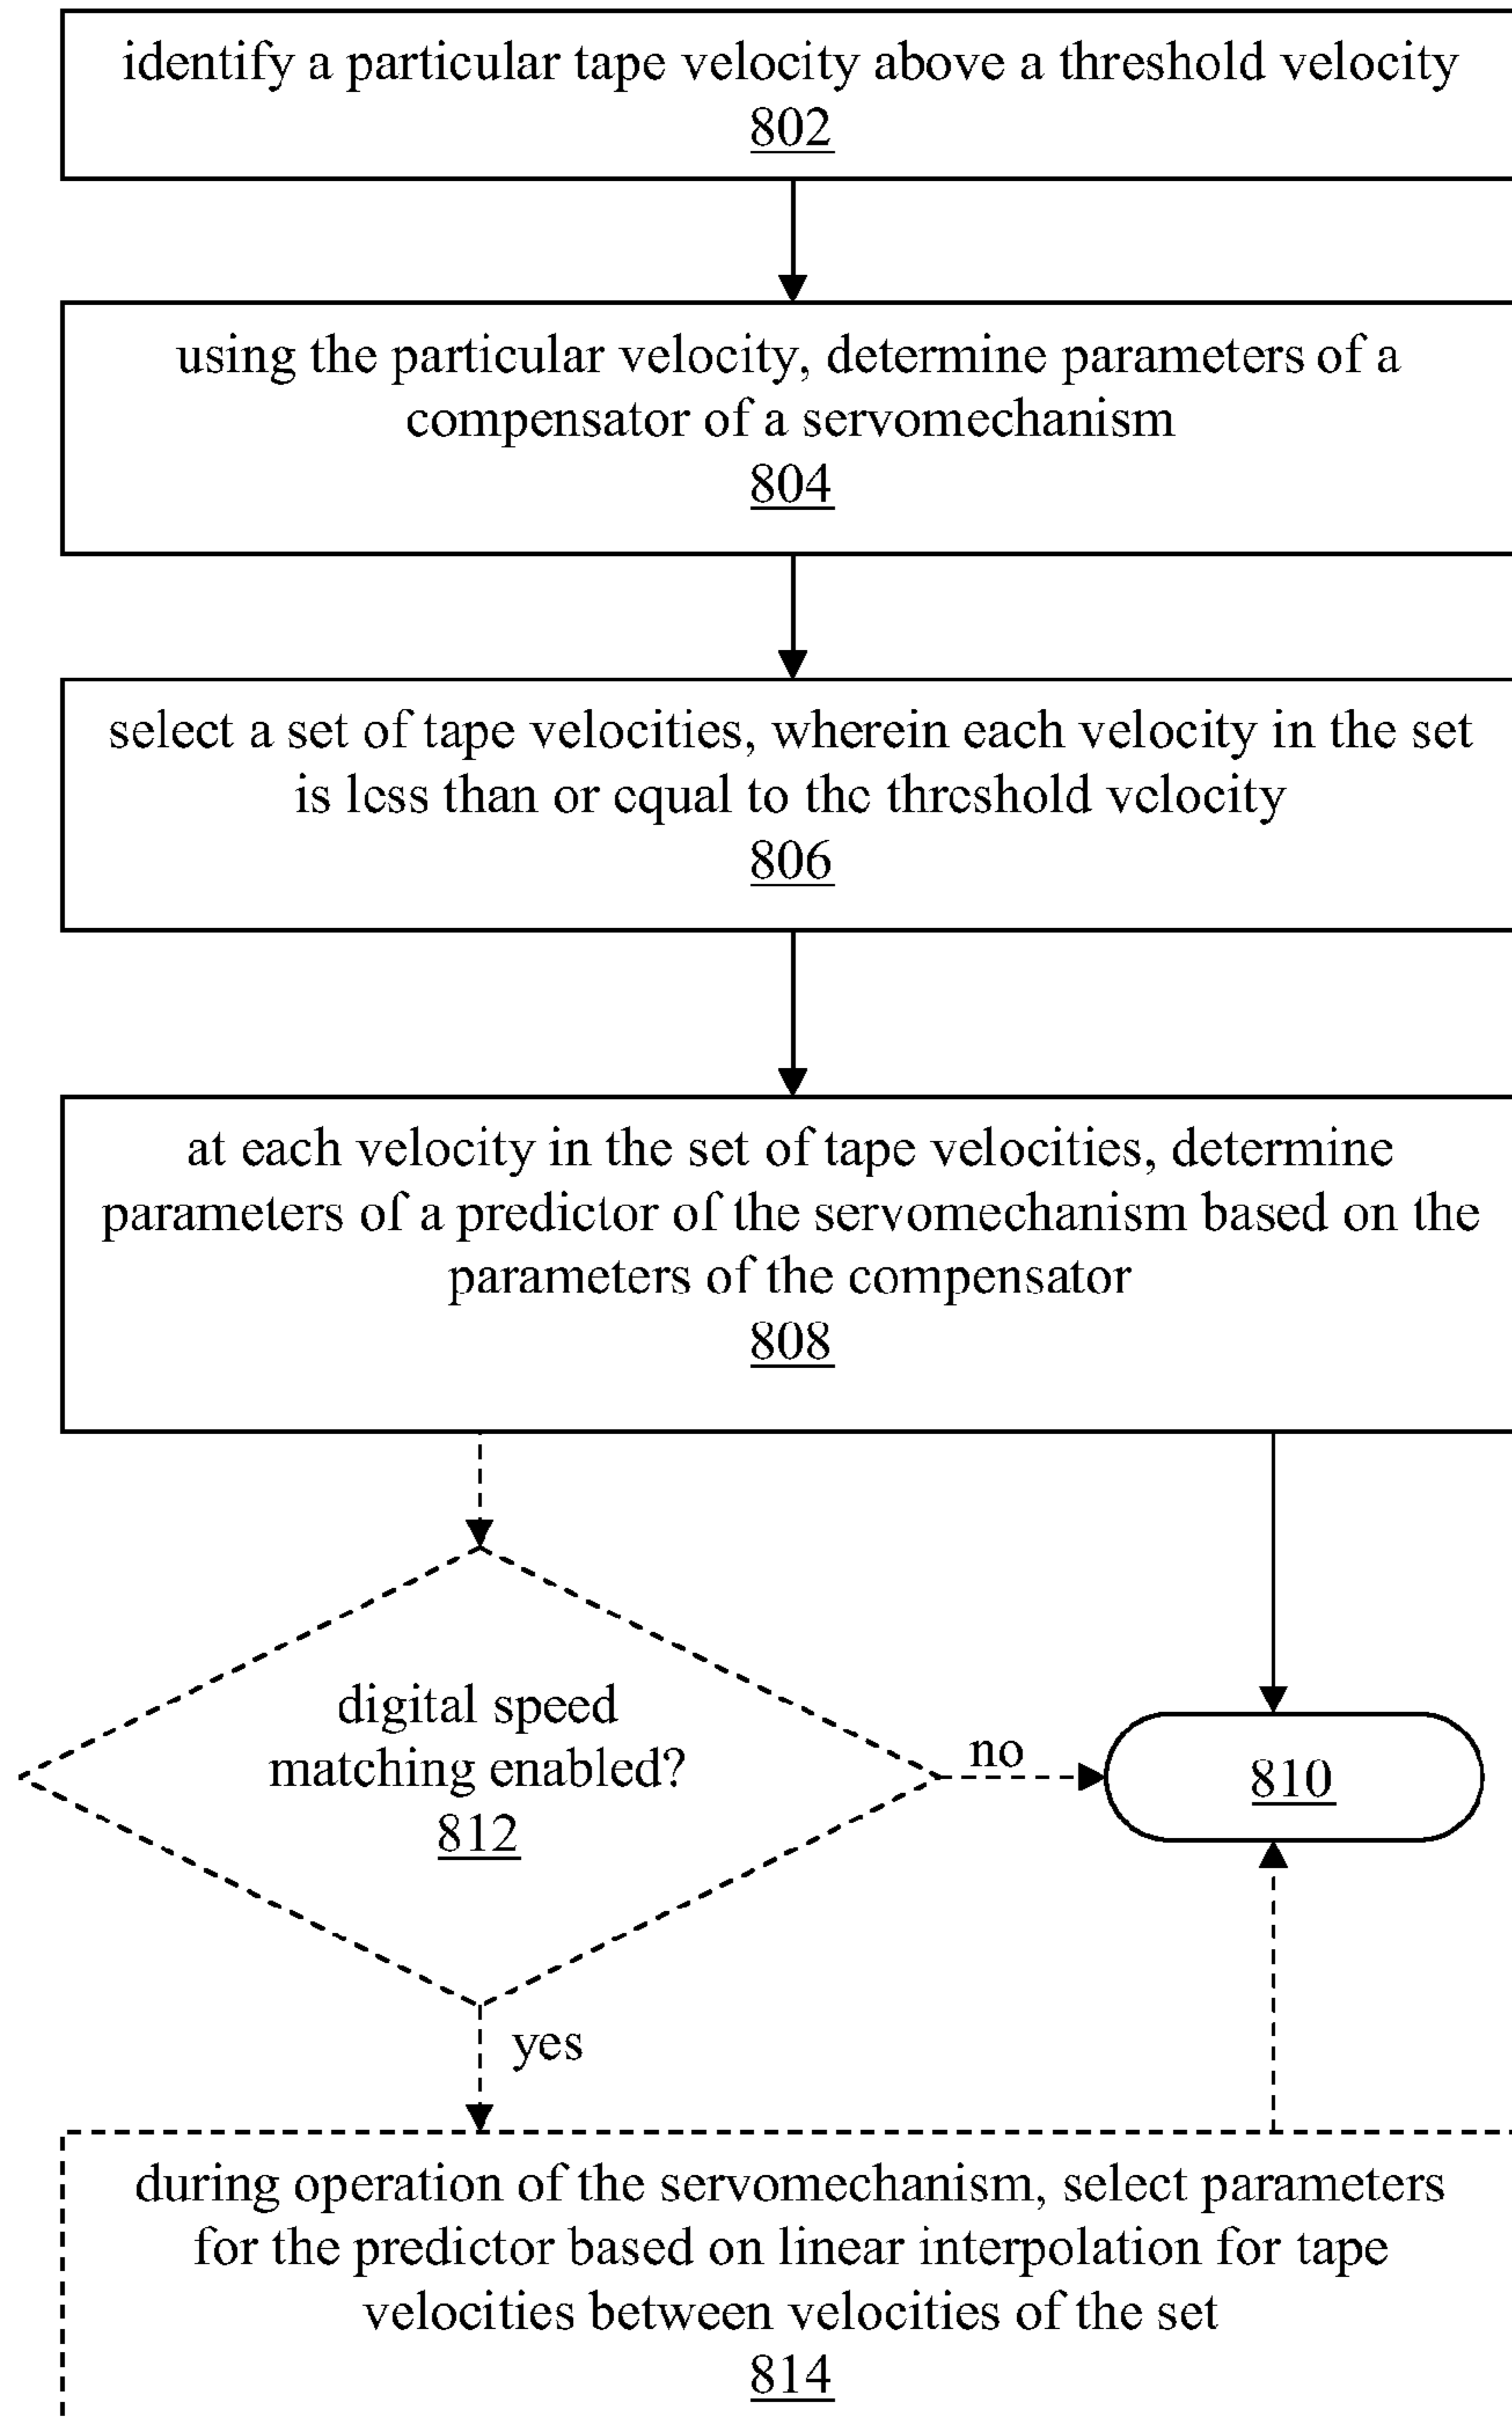 identify a particular tape velocity above a threshold velocity
802
using the particular velocity, determine parameters of a
compensator of a servomechanism
804
select a set of tape velocities, wherein each velocity in the set
is less than or equal to the threshold velocity
806
at each velocity in the set of tape velocities, determine
parameters of a predictor of the servomechanism based on the
parameters of the compensator
808
digital speed
matching enabled?
812
no
810
yes
during operation of the servomechanism, select parameters
for the predictor based on linear interpolation for tape
velocities between velocities of the set
814